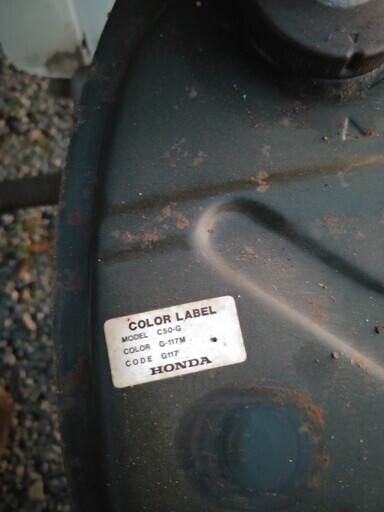 COLOR LABEL
MODEL C50-G
COLOR G-117M
CODE G117
HONDA